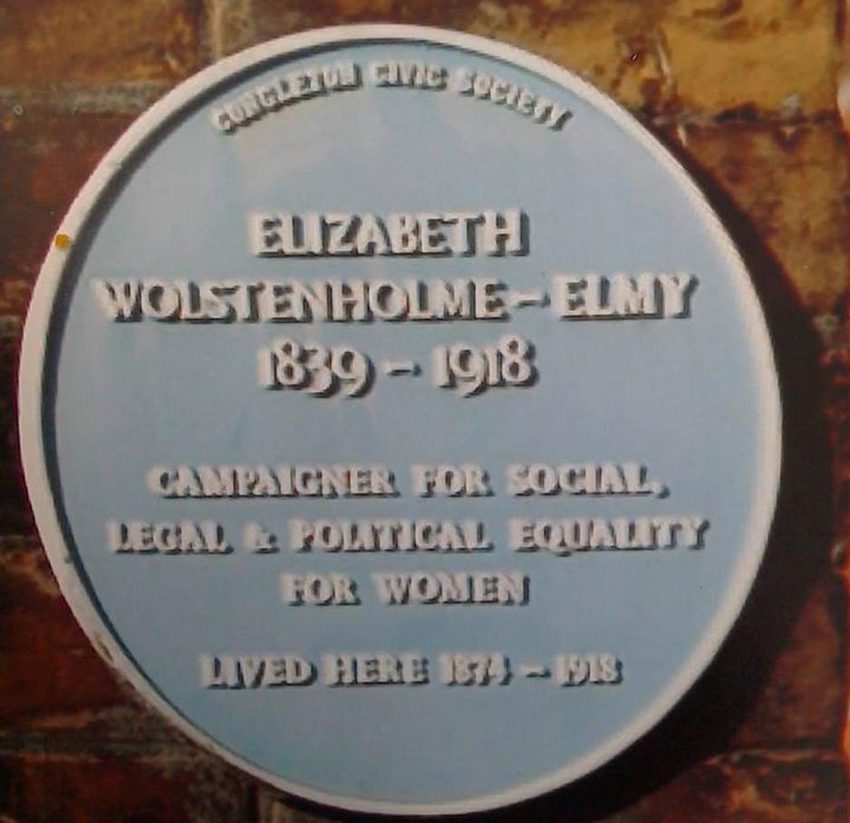 CONGLETON CIVIC SOCIETY
ELIZABETH
WOLSTENHOLME - ELMY
1839 - 1918
CAMPAIGNER FOR SOCIAL,
LEGAL & POLITICAL EQUALITY
FOR WOMEN
LIVED HERE 1874 - 1918